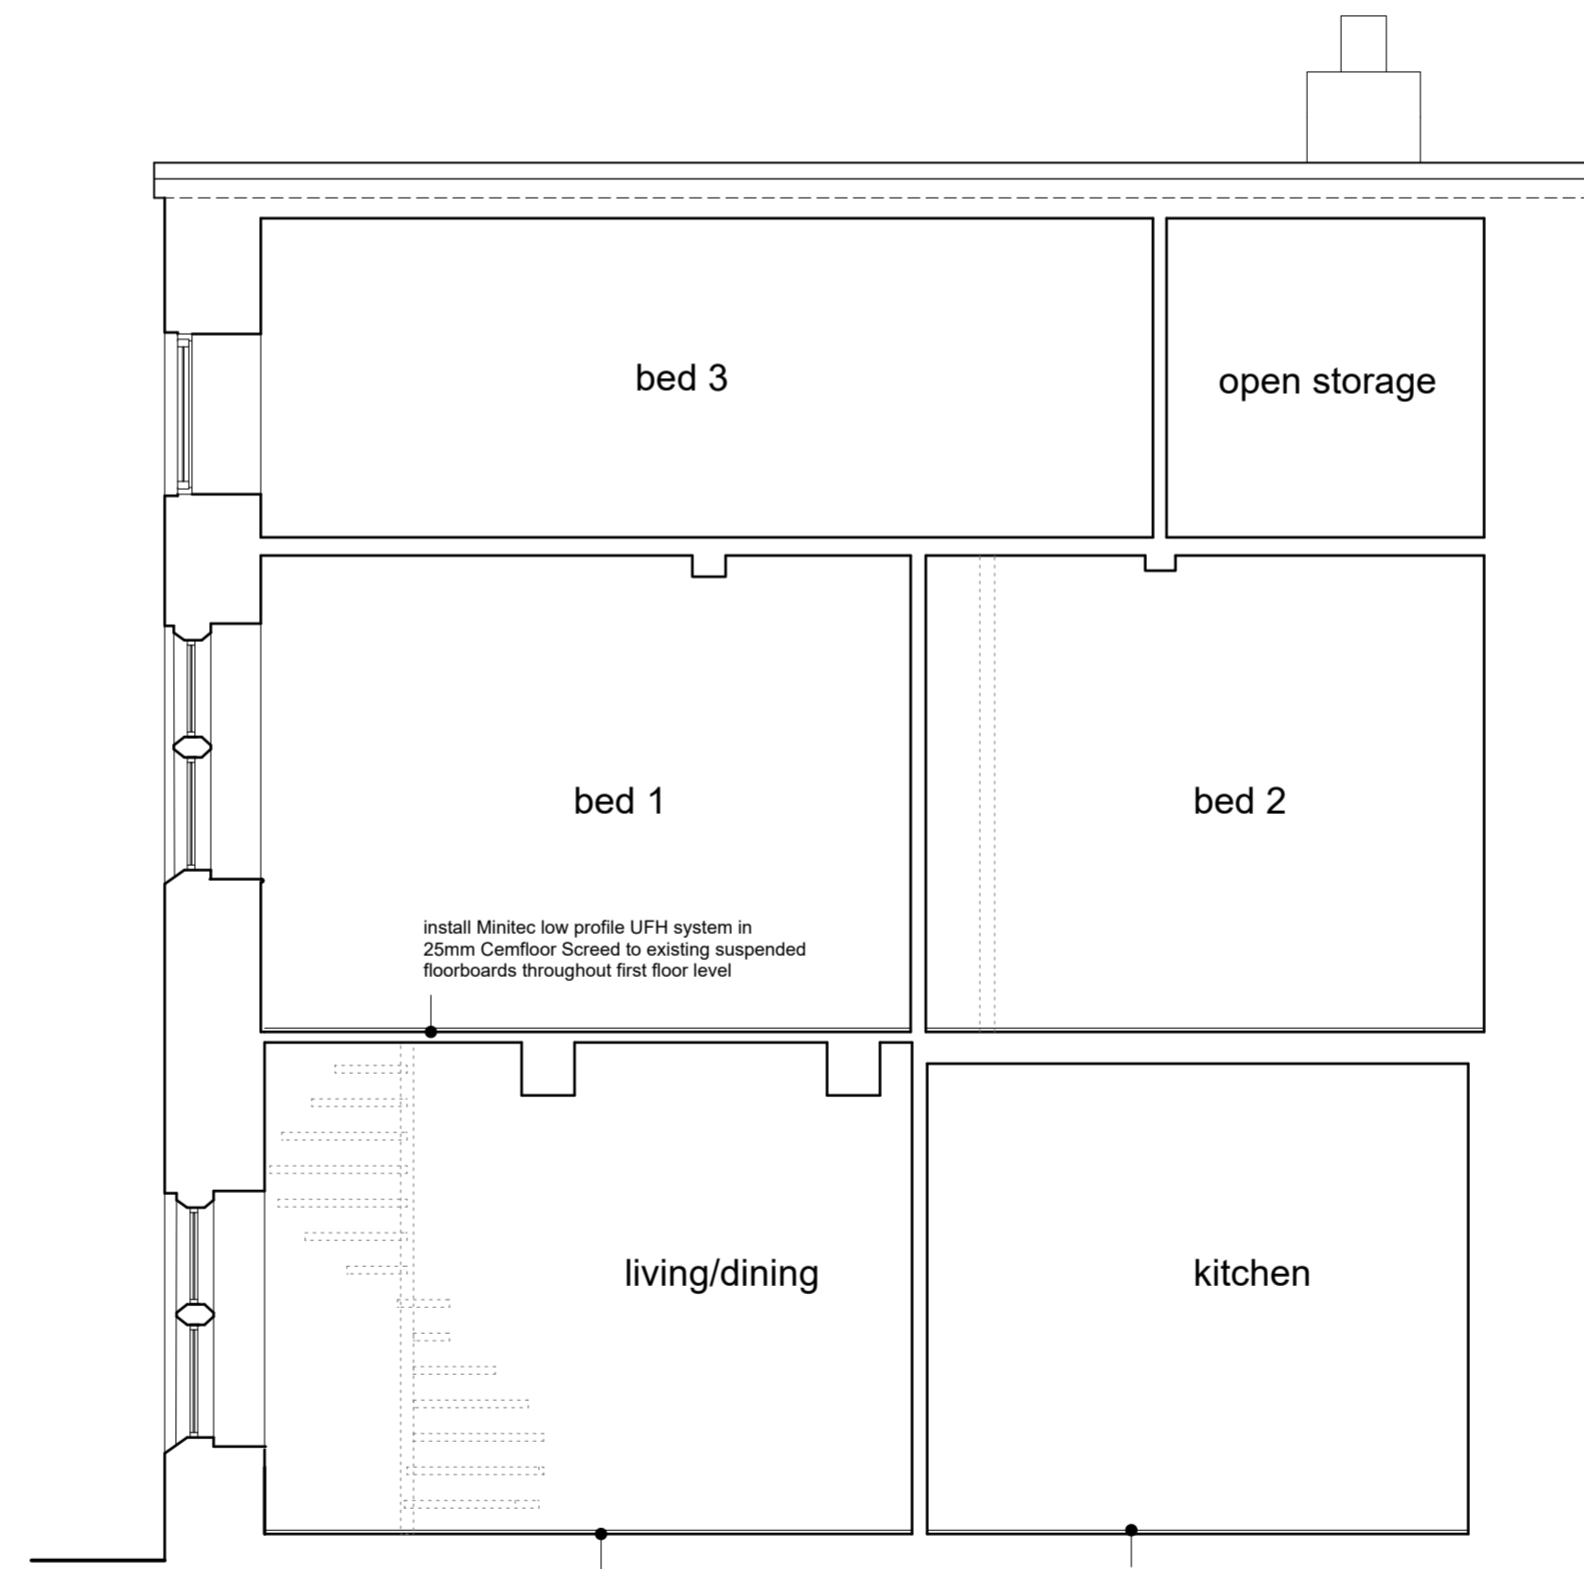 bed 3
open storage
bed 1
bed 2
install Minitec low profile UFH system in
25mm Cemfloor Screed to existing suspended
floorboards throughout first floor level
living/dining
kitchen